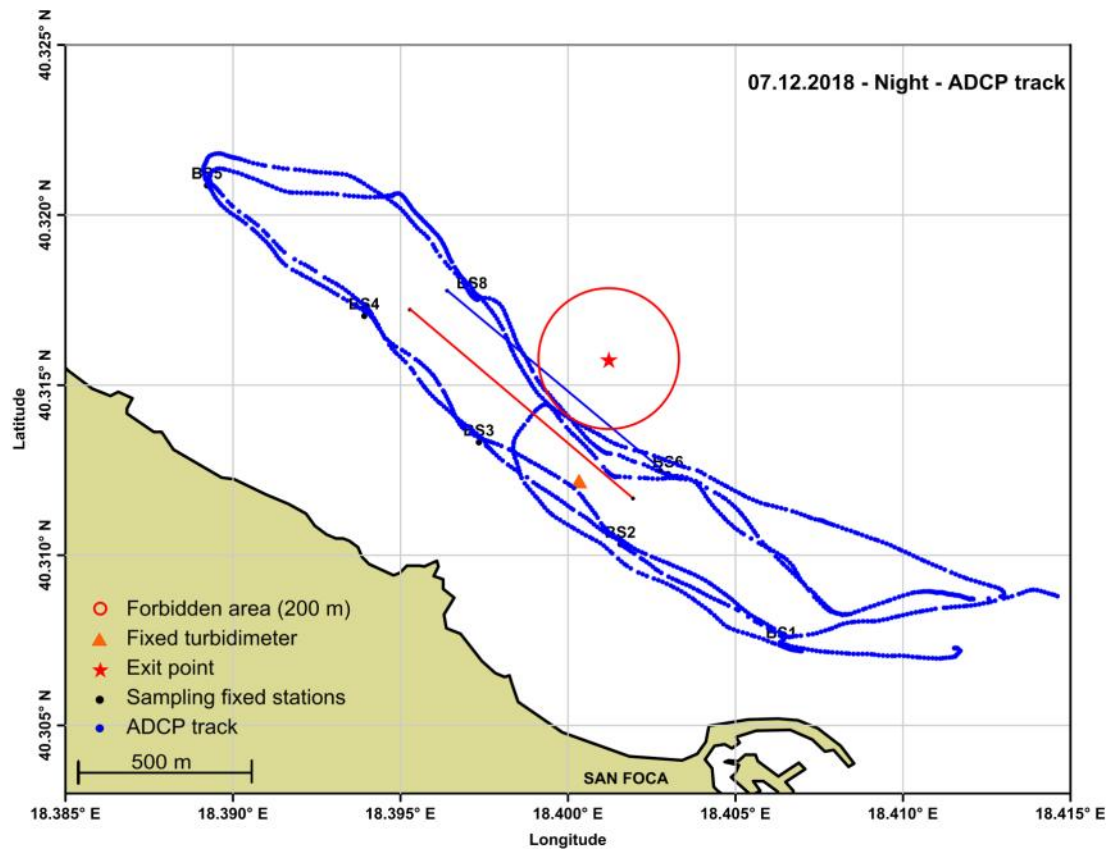 07.12.2018 - Night - ADCP track
40.325° N
40.320° N
40.315° N
40.310° N
40.305° N
Latitude
BS5
BS8
BS4
BS3
BS6
BS2
BS1
Forbidden area (200 m)
Fixed turbidimeter
Exit point
Sampling fixed stations
ADCP track
500 m
SAN FOCA
18.385° E
18.390° E
18.395° E
18.400° E
18.405° E
18.410° E
18.415° E
Longitude